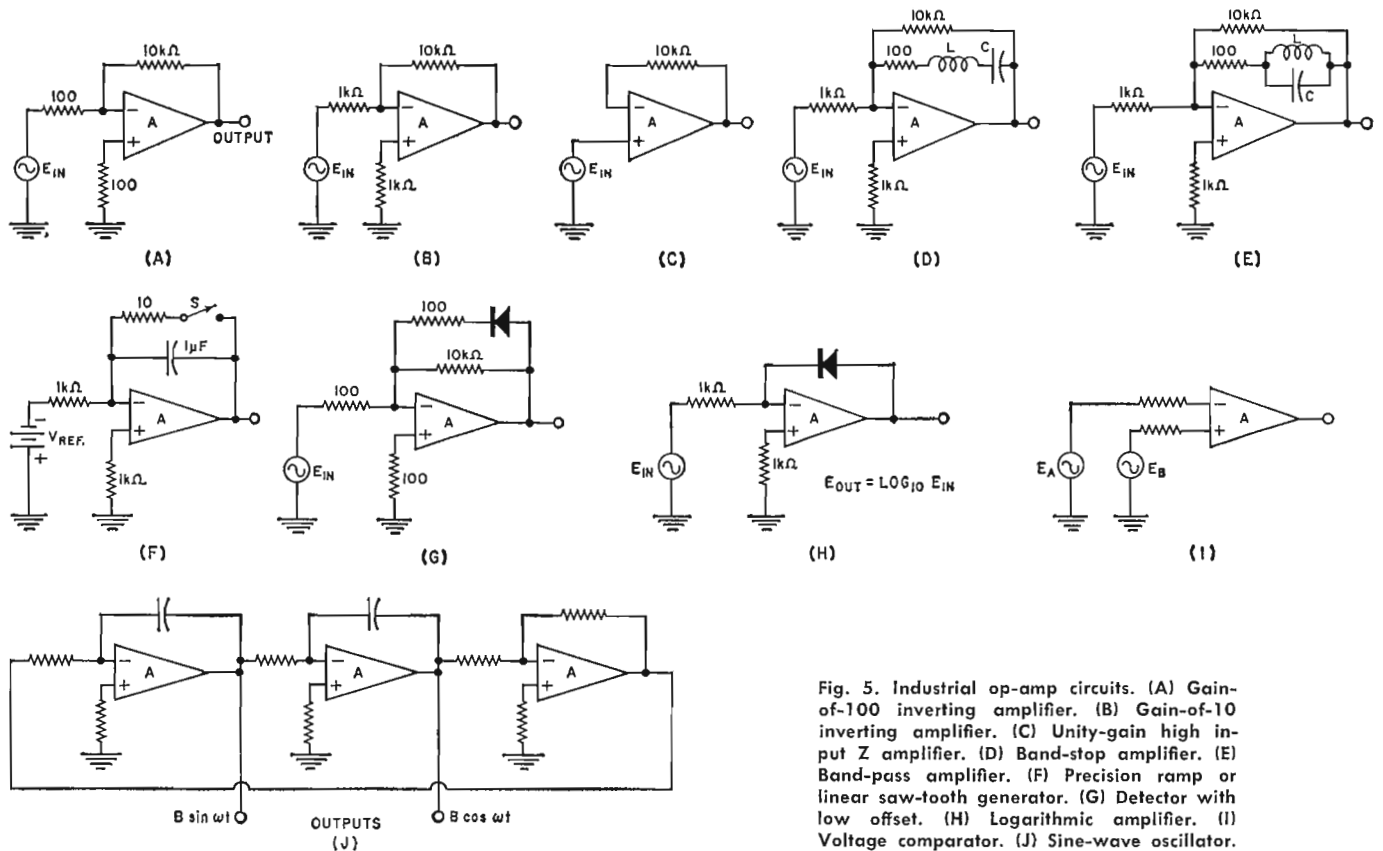 10kΩ
100
−
A
+
OUTPUT
E IN
100
(A)
10kΩ
1kΩ
−
A
+
E IN
1kΩ
(B)
10kΩ
−
A
+
E IN
(C)
10kΩ
100 L C
1kΩ
−
A
+
E IN
1kΩ
(D)
10kΩ
100 L
C
1kΩ
−
A
+
E IN
1kΩ
(E)
10 S
1μF
1kΩ
−
A
+
−
V REF.
+
1kΩ
(F)
100
10kΩ
100
−
A
+
E IN
100
(G)
1kΩ
−
A
+
E IN
1kΩ
E OUT = LOG10 E IN
(H)
−
A
+
E A
E B
(I)
−
A
+
−
A
+
−
A
+
B sin ωt
OUTPUTS
B cos ωt
(J)
Fig. 5. Industrial op-amp circuits. (A) Gain-
of-100 inverting amplifier. (B) Gain-of-10
inverting amplifier. (C) Unity-gain high in-
put Z amplifier. (D) Band-stop amplifier. (E)
Band-pass amplifier. (F) Precision ramp or
linear saw-tooth generator. (G) Detector with
low offset. (H) Logarithmic amplifier. (I)
Voltage comparator. (J) Sine-wave oscillator.